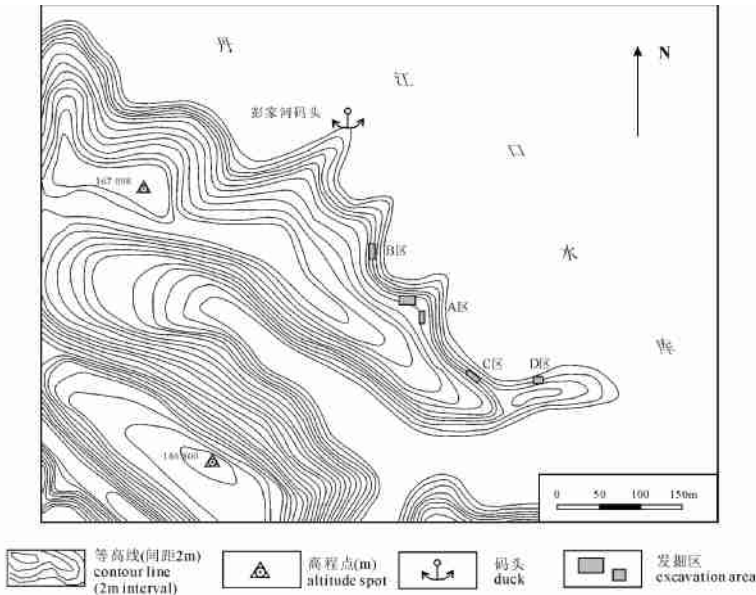 丹
江
口
水
库
N
彭家河码头
167 098
B区
A区
C区
D区
0 50 100 150m
等高线(间距2m)
contour line
(2m interval)
高程点(m)
altitude spot
码头
duck
发掘区
excavation area